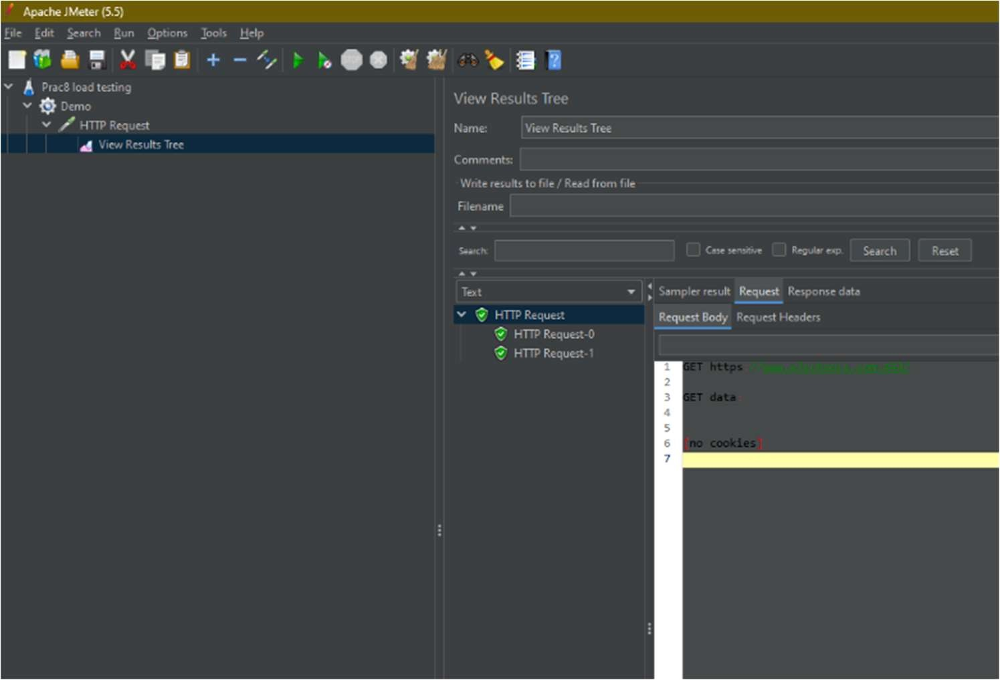 Apache JMeter (5.5)
File Edit Search Run Options Tools Help
STOP
Prac8 load testing
Demo
HTTP Request
View Results Tree
View Results Tree
Name: View Results Tree
Comments:
Write results to file / Read from file
Filename
Search: Case sensitive Regular exp. Search Reset
Text
Sampler result Request Response data
HTTP Request
HTTP Request-0
HTTP Request-1
Request Body Request Headers
1 GET https://
2
3 GET data:
4
5
6 [no cookies]
7